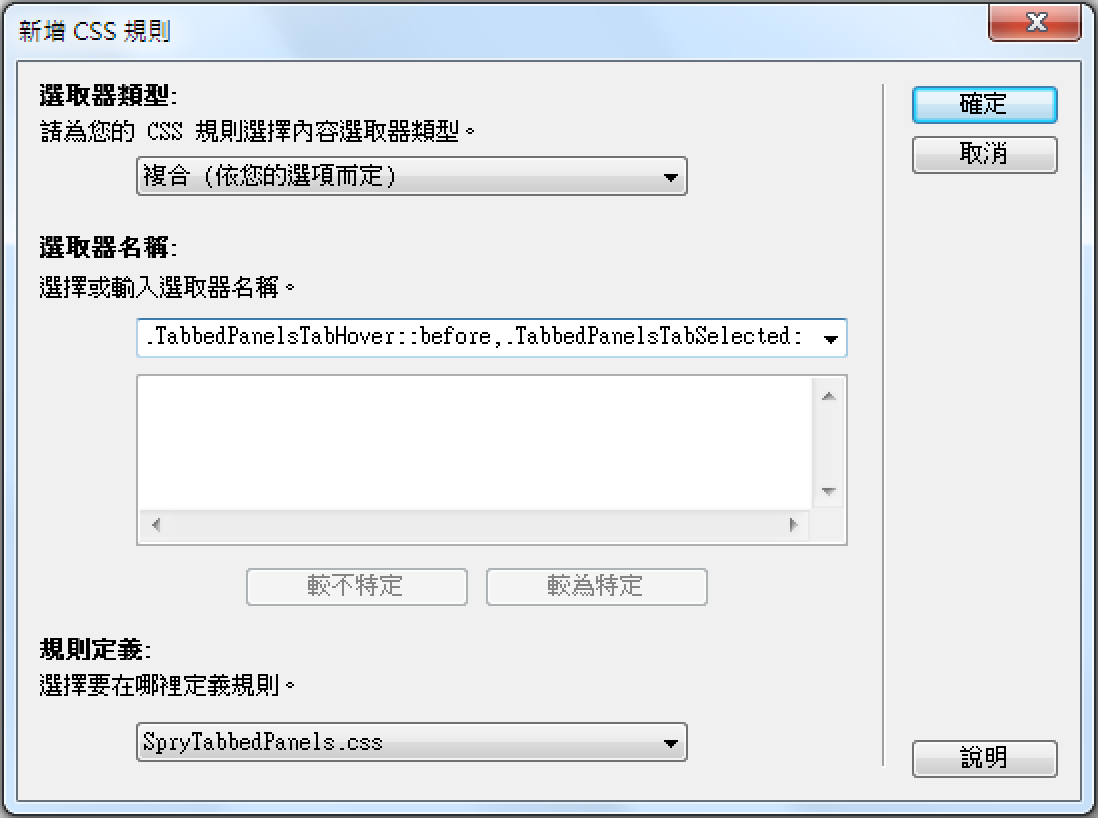 新增 CSS 規則
選取器類型:
請為您的 CSS 規則選擇內容選取器類型。
複合 (依您的選項而定)
選取器名稱:
選擇或輸入選取器名稱。
.TabbedPanelsTabHover::before,.TabbedPanelsTabSelected:
較不特定
較為特定
規則定義:
選擇要在哪裡定義規則。
SpryTabbedPanels.css
確定
取消
說明